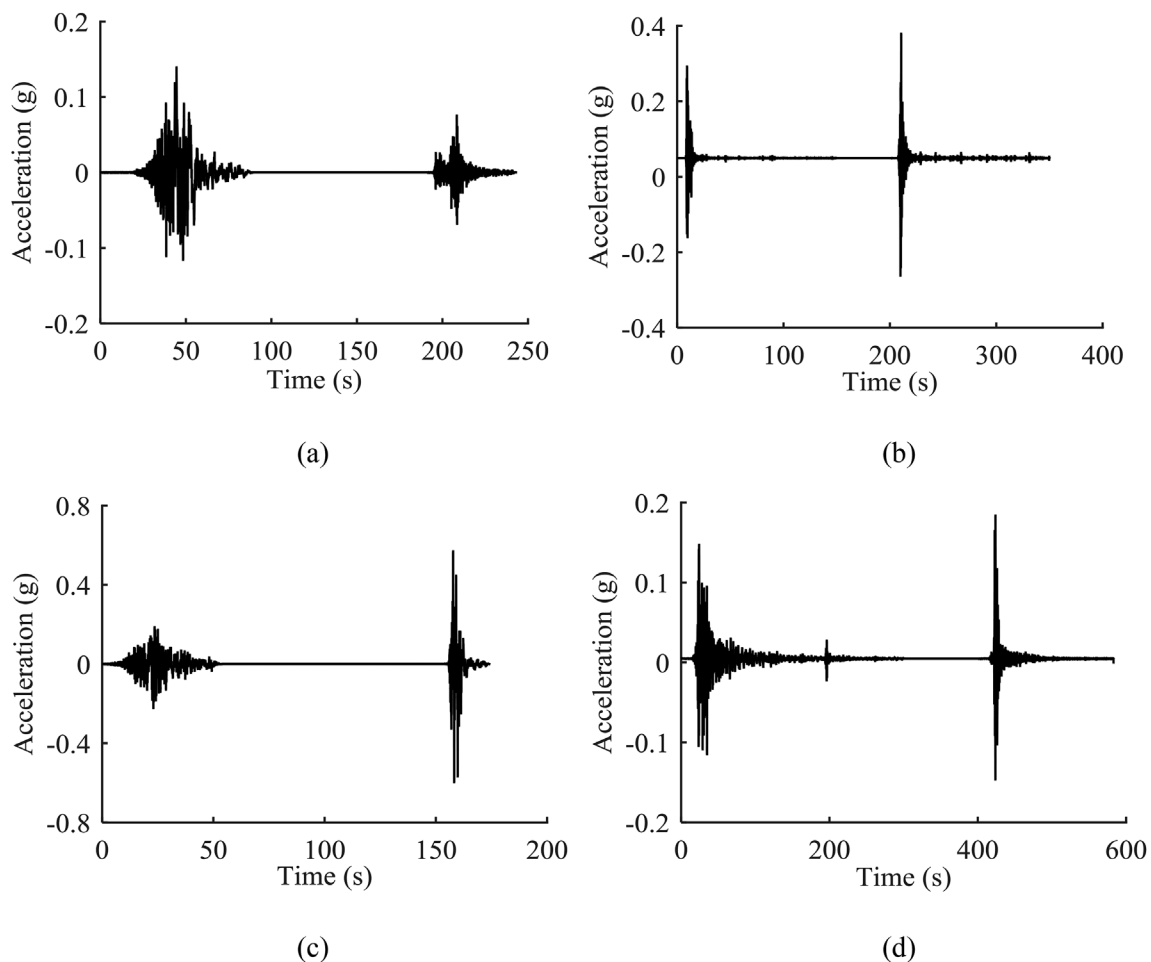 0.2
0.1
0
-0.1
-0.2
Acceleration (g)
0 50 100 150 200 250
Time (s)
(a)
0.4
0.2
0
-0.2
-0.4
Acceleration (g)
0 100 200 300 400
Time (s)
(b)
0.8
0.4
0
-0.4
-0.8
Acceleration (g)
0 50 100 150 200
Time (s)
(c)
0.2
0.1
0
-0.1
-0.2
Acceleration (g)
0 200 400 600
Time (s)
(d)